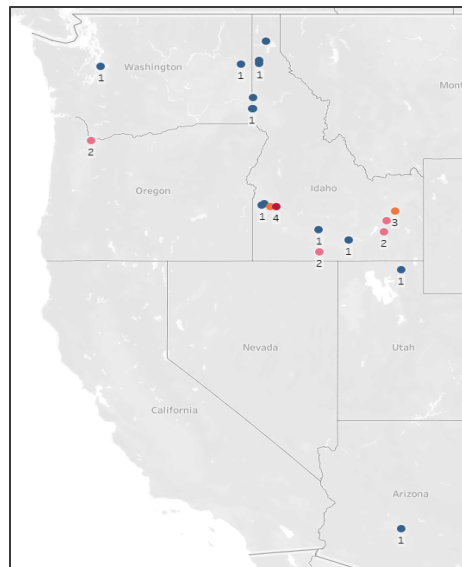 Washington
1
1
1
Mont
1
2
Oregon
Idaho
1
4
3
1
2
1
2
1
Nevada
Utah
California
Arizona
1